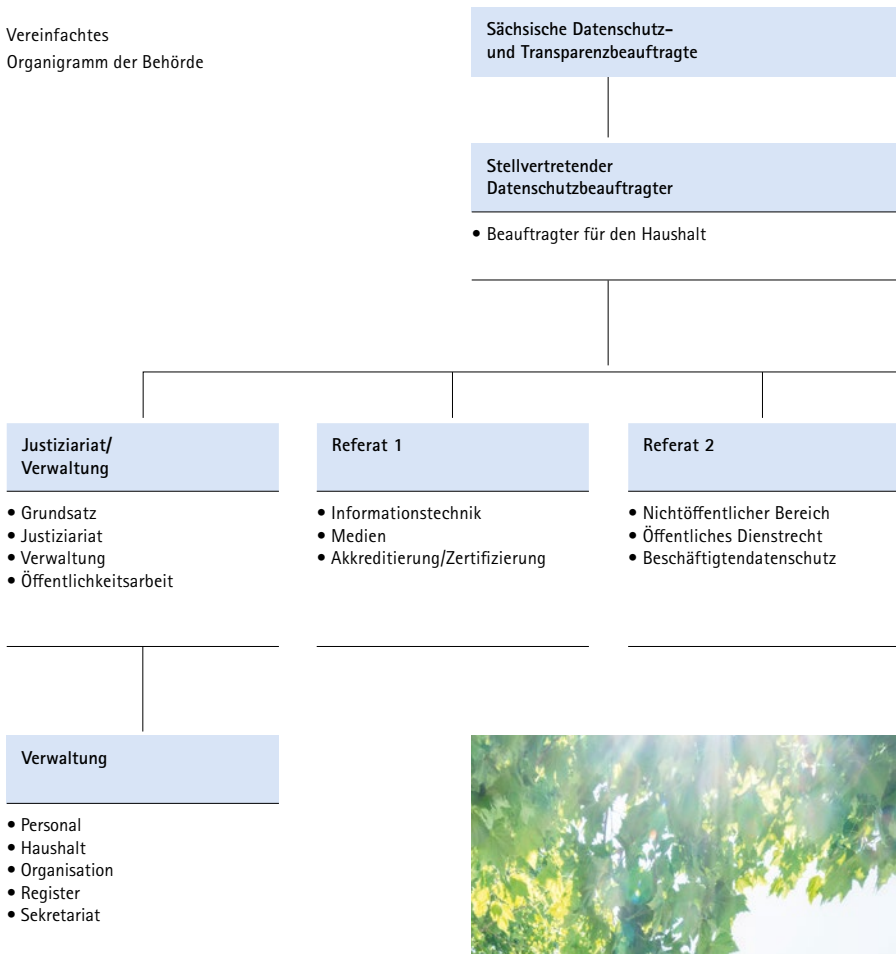 Vereinfachtes
Organigramm der Behörde
Sächsische Datenschutz-
und Transparenzbeauftragte
Stellvertretender
Datenschutzbeauftragter
• Beauftragter für den Haushalt
Justiziariat/
Verwaltung
• Grundsatz
• Justiziariat
• Verwaltung
• Öffentlichkeitsarbeit
Referat 1
• Informationstechnik
• Medien
• Akkreditierung/Zertifizierung
Referat 2
• Nichtöffentlicher Bereich
• Öffentliches Dienstrecht
• Beschäftigtendatenschutz
Verwaltung
• Personal
• Haushalt
• Organisation
• Register
• Sekretariat